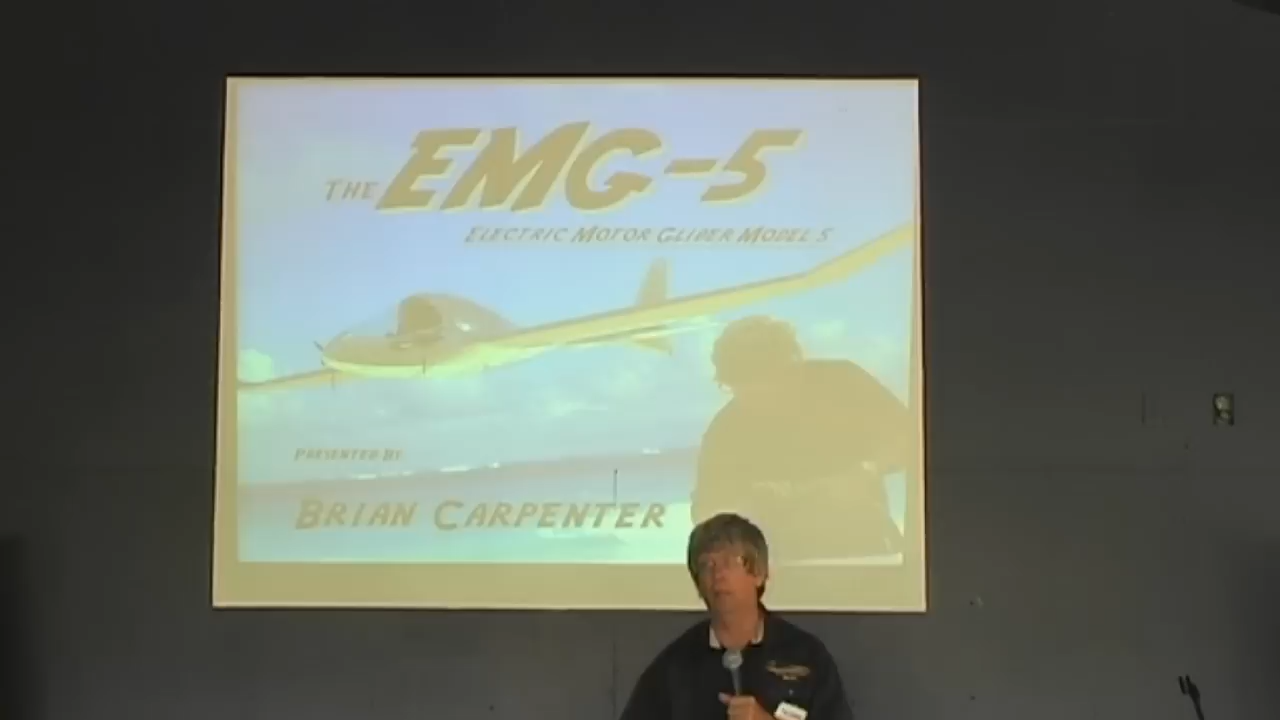 THE EMG-5
ELECTRIC MOTOR GLIDER MODEL 5
PRESENTED BY
BRIAN CARPENTER